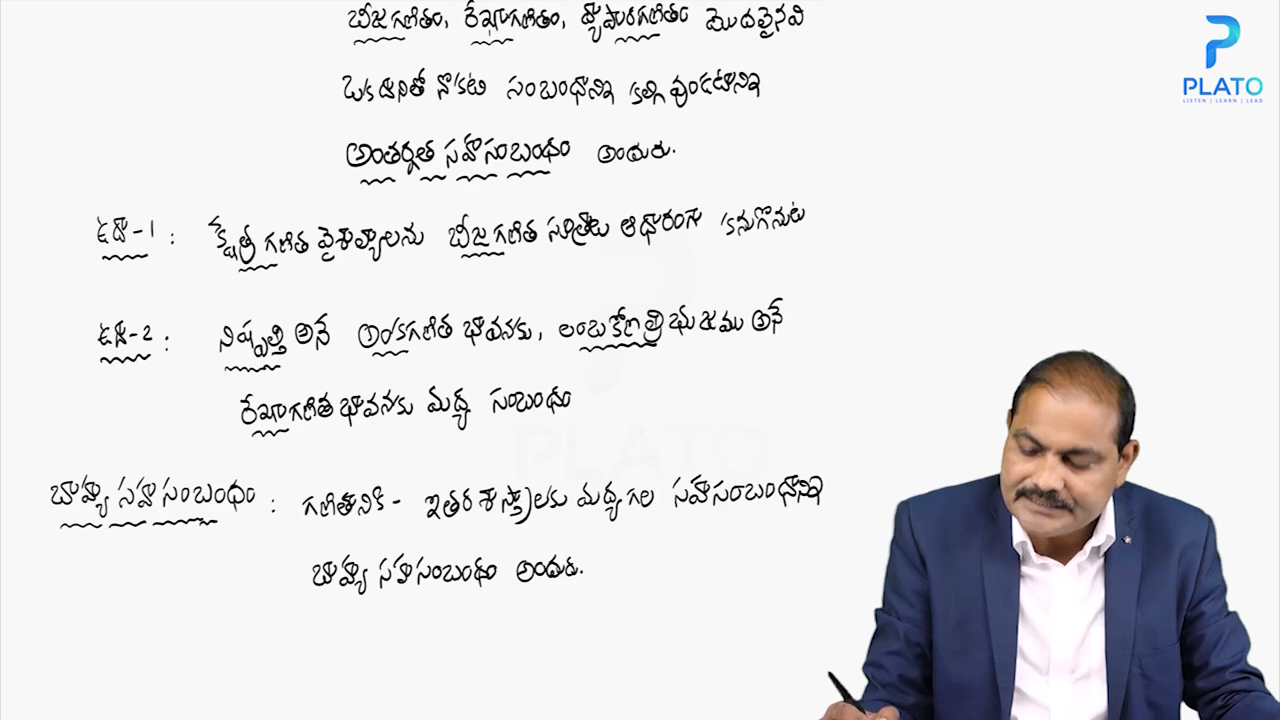 బీజగణితం, రేఖాగణితం, వ్యాపారగణితం మొదలైనవి
ఒకదానితో నొకటి సంబంధాన్ని కల్గి వుండటాన్ని
అంతర్గత సహసంబంధం అందురు.
ఉదా-1 : క్షేత్ర గణిత వైశాల్యాలను బీజగణిత సూత్రాల ఆధారంగా కనుగొనుట
ఉదా-2 : నిష్పత్తి అనే అంకగణిత భావనకు, లంబకోణ త్రిభుజము అనే
రేఖాగణిత భావనకు మధ్య సంబంధం
బాహ్య సహసంబంధం : గణితానికి - ఇతర శాస్త్రాలకు మధ్య గల సహసంబంధాన్ని
బాహ్య సహసంబంధం అందురు.
PLATO
LISTEN | LEARN | LEAD
PLATO